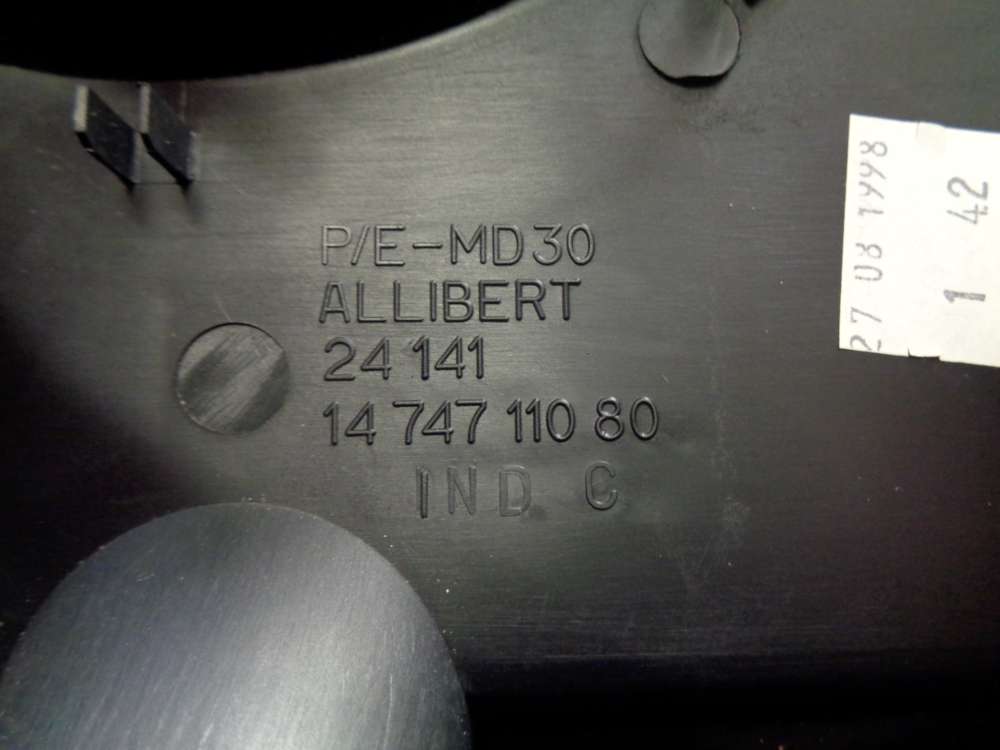 P/E-MD30
ALLIBERT
24 141
14 747 110 80
IND C
27 08 1998
1 42